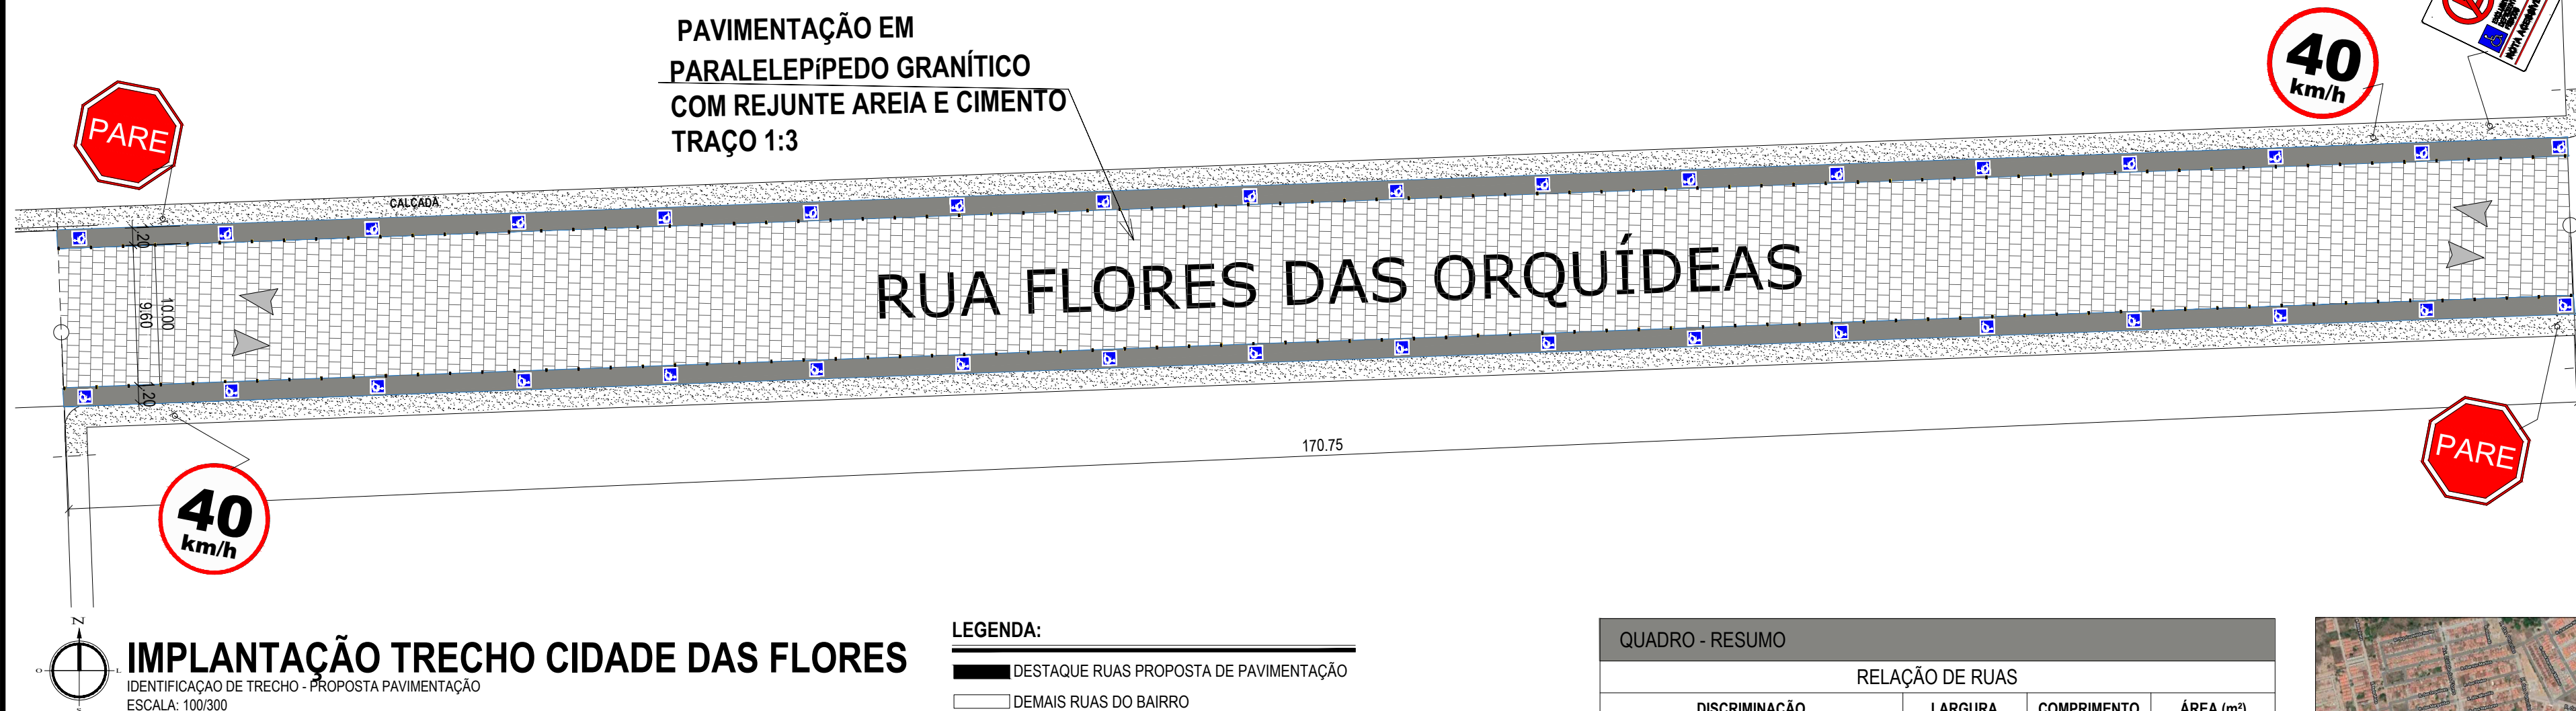 PAVIMENTAÇÃO EM
PARALELEPíPEDO GRANÍTICO
COM REJUNTE AREIA E CIMENTO
TRAÇO 1:3
40
km/h
PARE
CALÇADA
1.20
10.00
9.60
1.20
RUA FLORES DAS ORQUÍDEAS
170.75
PARE
40
km/h
N
O
L
S
IMPLANTAÇÃO TRECHO CIDADE DAS FLORES
IDENTIFICAÇAO DE TRECHO - PROPOSTA PAVIMENTAÇÃO
ESCALA: 100/300
LEGENDA:
DESTAQUE RUAS PROPOSTA DE PAVIMENTAÇÃO
DEMAIS RUAS DO BAIRRO
QUADRO - RESUMO
RELAÇÃO DE RUAS
DISCRIMINAÇÃO LARGURA COMPRIMENTO ÁREA (m²)